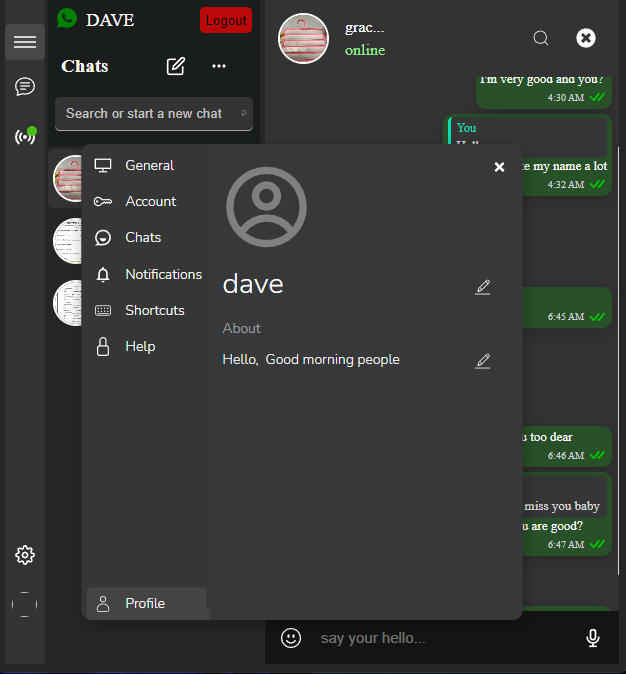 DAVE
Logout
Chats
Search or start a new chat
grac...
online
I'm very good and you?
4:30 AM
You
te my name a lot
4:32 AM
6:45 AM
u too dear
6:46 AM
miss you baby
u are good?
6:47 AM
say your hello...
General
Account
Chats
Notifications
Shortcuts
Help
Profile
dave
About
Hello, Good morning people